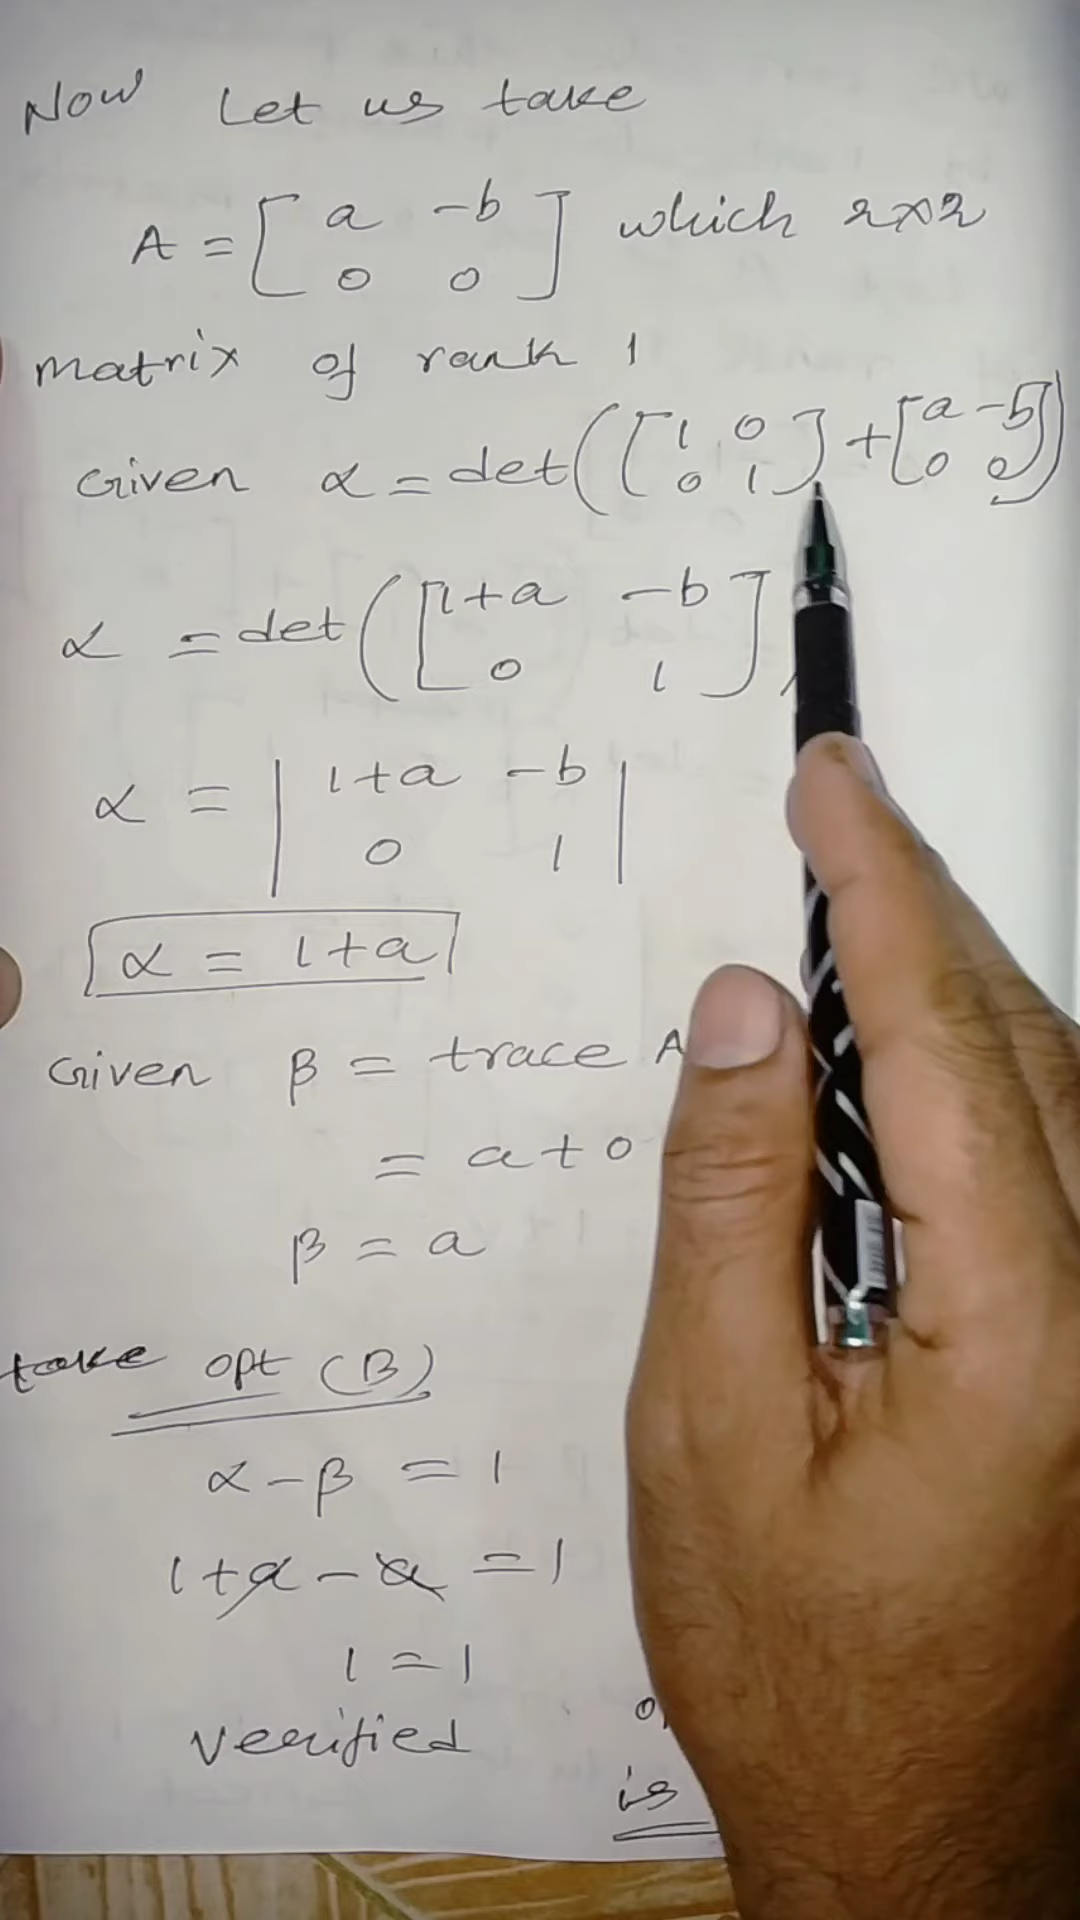 Now Let us take
A = [ a -b ] which 2×2
0 0
matrix of rank 1
Given α = det([ 1 0 ] + [ a -b ])
0 1 0 0
α = det([ 1+a -b ]
0 1
α = | 1+a -b |
0 1
α = 1+a
Given β = trace A
= a+0
β = a
take opt (B)
α-β = 1
1+a-a = 1
1 = 1
verified
is